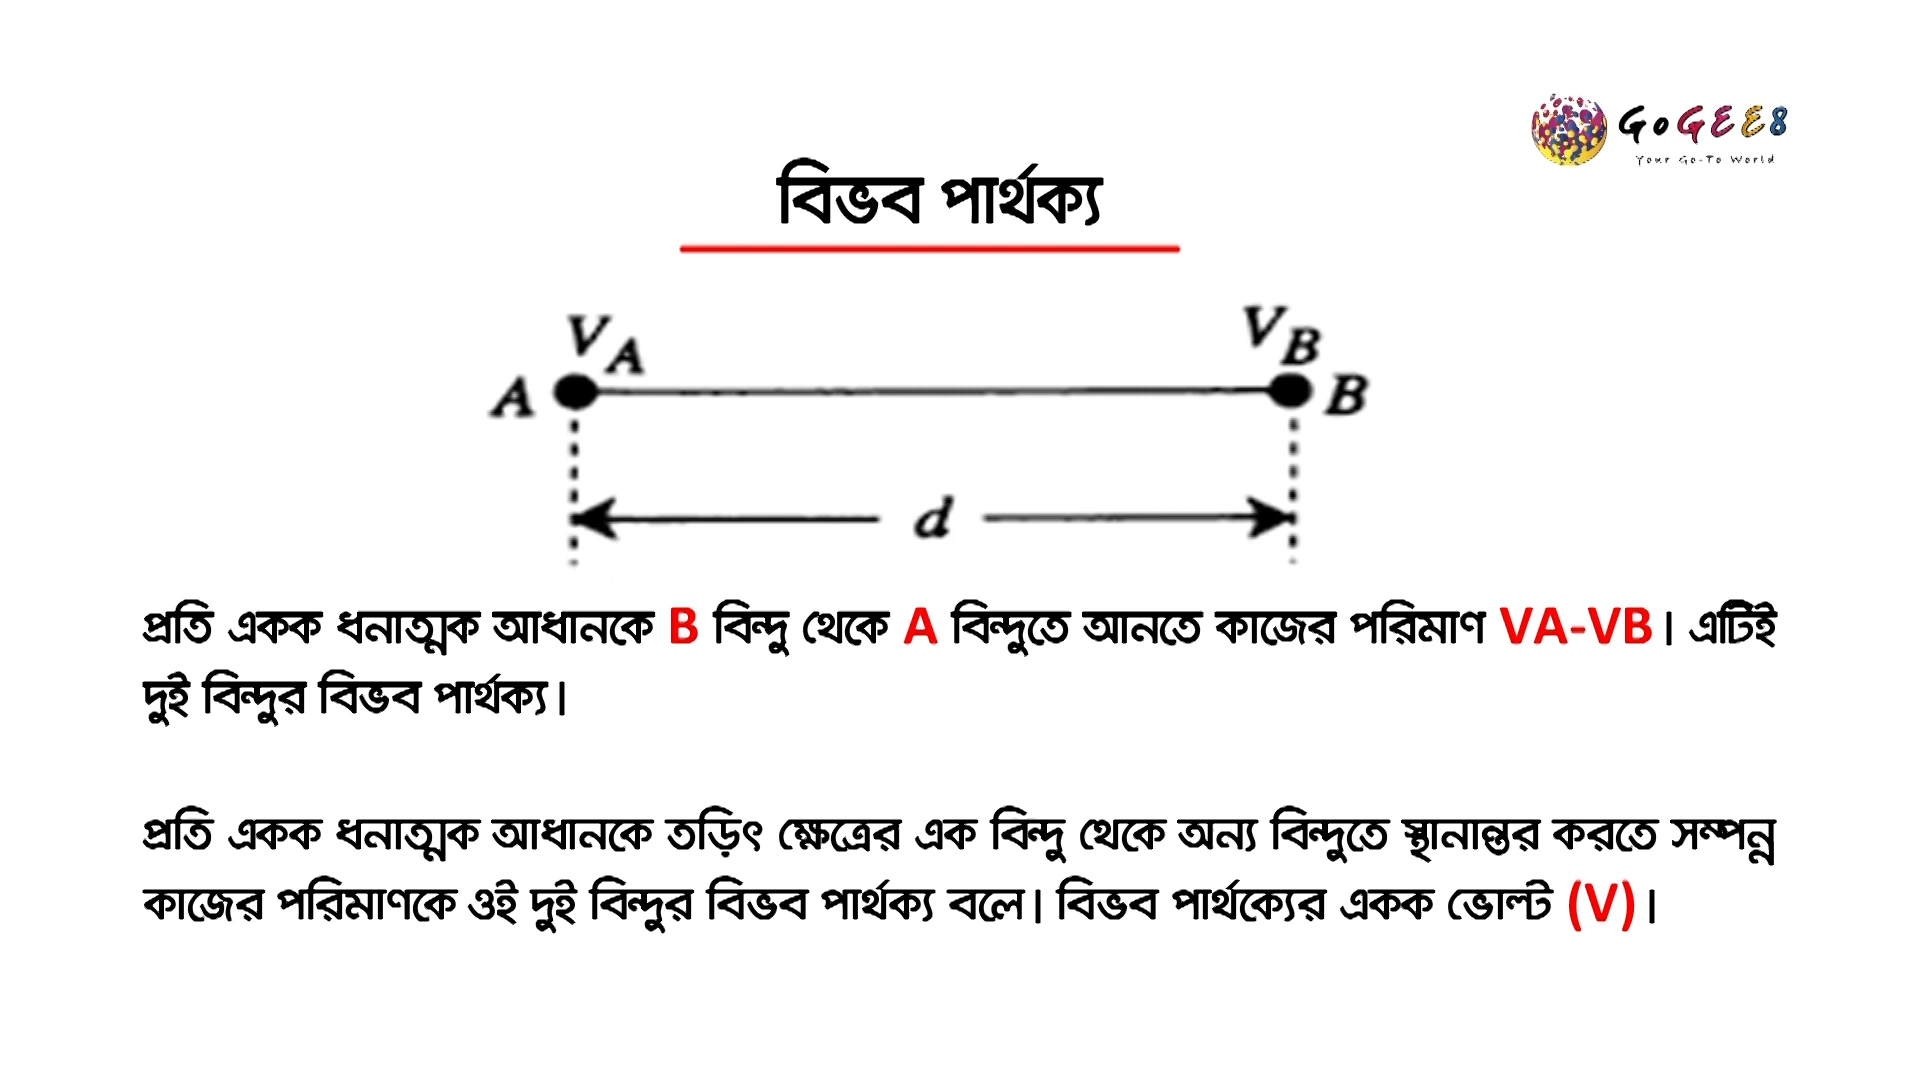 GoGEE8
Your Go-To World
বিভব পার্থক্য
V_A
V_B
A
B
d
প্রতি একক ধনাত্মক আধানকে B বিন্দু থেকে A বিন্দুতে আনতে কাজের পরিমাণ VA-VB। এটিই
দুই বিন্দুর বিভব পার্থক্য।
প্রতি একক ধনাত্মক আধানকে তড়িৎ ক্ষেত্রের এক বিন্দু থেকে অন্য বিন্দুতে স্থানান্তর করতে সম্পন্ন
কাজের পরিমাণকে ওই দুই বিন্দুর বিভব পার্থক্য বলে। বিভব পার্থক্যের একক ভোল্ট (V)।